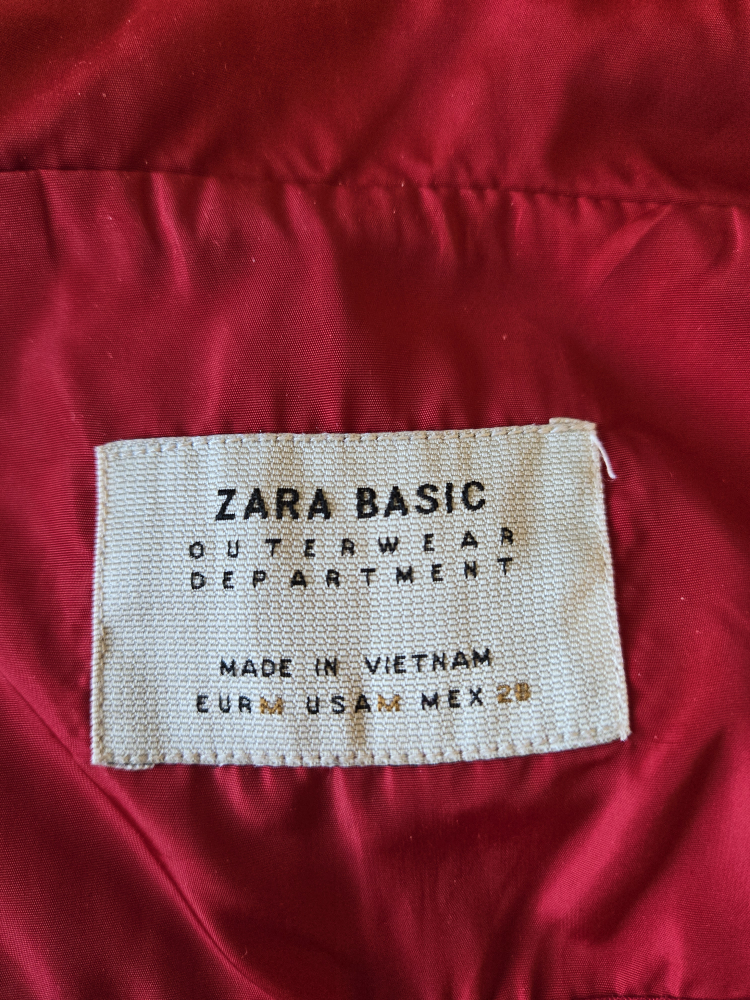 ZARA BASIC
OUTERWEAR
DEPARTMENT
MADE IN VIETNAM
EUR M USA M MEX 28